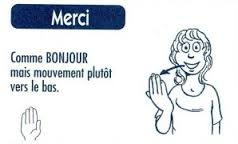 Merci
Comme BONJOUR
mais mouvement plutôt
vers le bas.